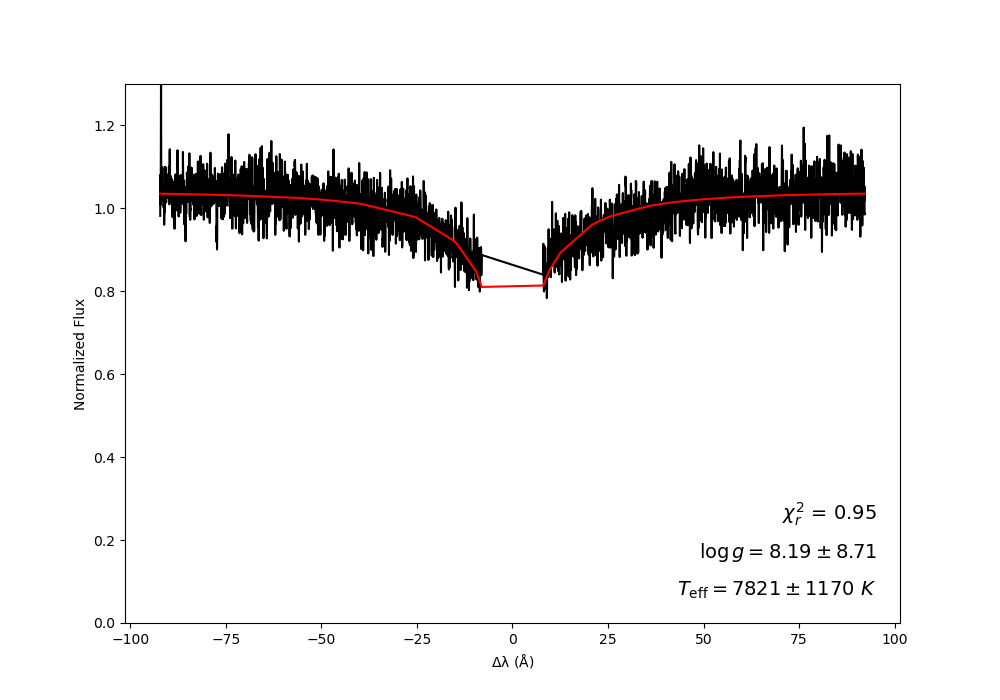 1.2
1.0
0.8
0.6
0.4
0.2
0.0
Normalized Flux
χ²ᵣ = 0.95
log g = 8.19 ± 8.71
T_eff = 7821 ± 1170 K
−100 −75 −50 −25 0 25 50 75 100
Δλ (Å)